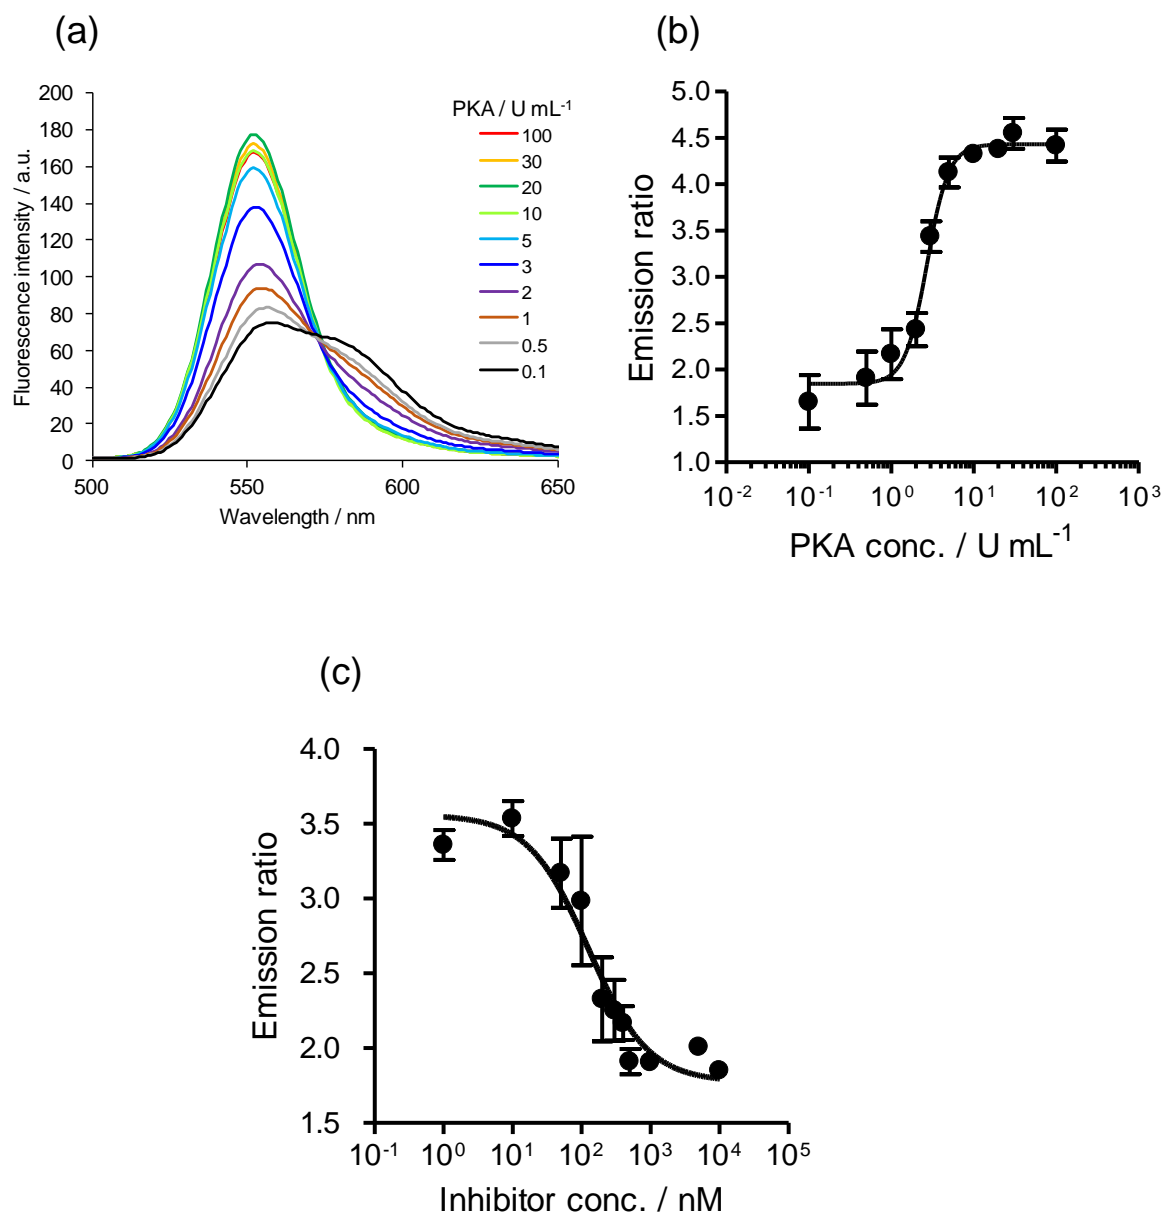 (a)
PKA / U mL⁻¹
100
30
20
10
5
3
2
1
0.5
0.1
Fluorescence intensity / a.u.
200
180
160
140
120
100
80
60
40
20
0
500 550 600 650
Wavelength / nm
(b)
Emission ratio
5.0
4.5
4.0
3.5
3.0
2.5
2.0
1.5
1.0
10⁻² 10⁻¹ 10⁰ 10¹ 10² 10³
PKA conc. / U mL⁻¹
(c)
Emission ratio
4.0
3.5
3.0
2.5
2.0
1.5
10⁻¹ 10⁰ 10¹ 10² 10³ 10⁴ 10⁵
Inhibitor conc. / nM